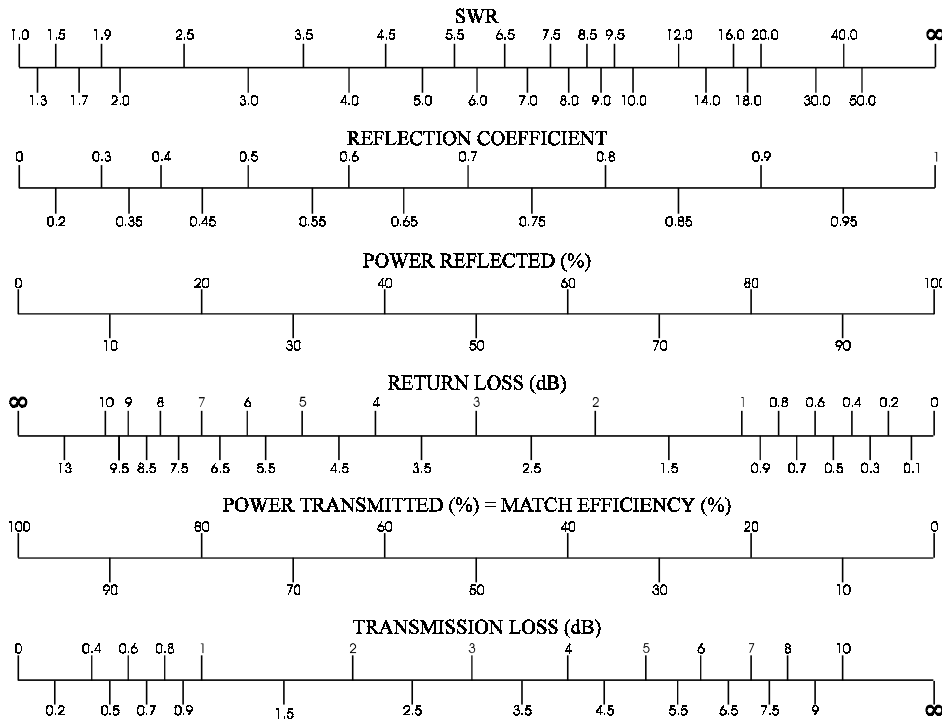 SWR
1.0 1.5 1.9 2.5 3.5 4.5 5.5 6.5 7.5 8.5 9.5 12.0 16.0 20.0 40.0 ∞
1.3 1.7 2.0 3.0 4.0 5.0 6.0 7.0 8.0 9.0 10.0 14.0 18.0 30.0 50.0
REFLECTION COEFFICIENT
0 0.3 0.4 0.5 0.6 0.7 0.8 0.9 1
0.2 0.35 0.45 0.55 0.65 0.75 0.85 0.95
POWER REFLECTED (%)
0 20 40 60 80 100
10 30 50 70 90
RETURN LOSS (dB)
∞ 10 9 8 7 6 5 4 3 2 1 0.8 0.6 0.4 0.2 0
13 9.5 8.5 7.5 6.5 5.5 4.5 3.5 2.5 1.5 0.9 0.7 0.5 0.3 0.1
POWER TRANSMITTED (%) = MATCH EFFICIENCY (%)
100 80 60 40 20 0
90 70 50 30 10
TRANSMISSION LOSS (dB)
0 0.4 0.6 0.8 1 2 3 4 5 6 7 8 10
0.2 0.5 0.7 0.9 1.5 2.5 3.5 4.5 5.5 6.5 7.5 9 ∞